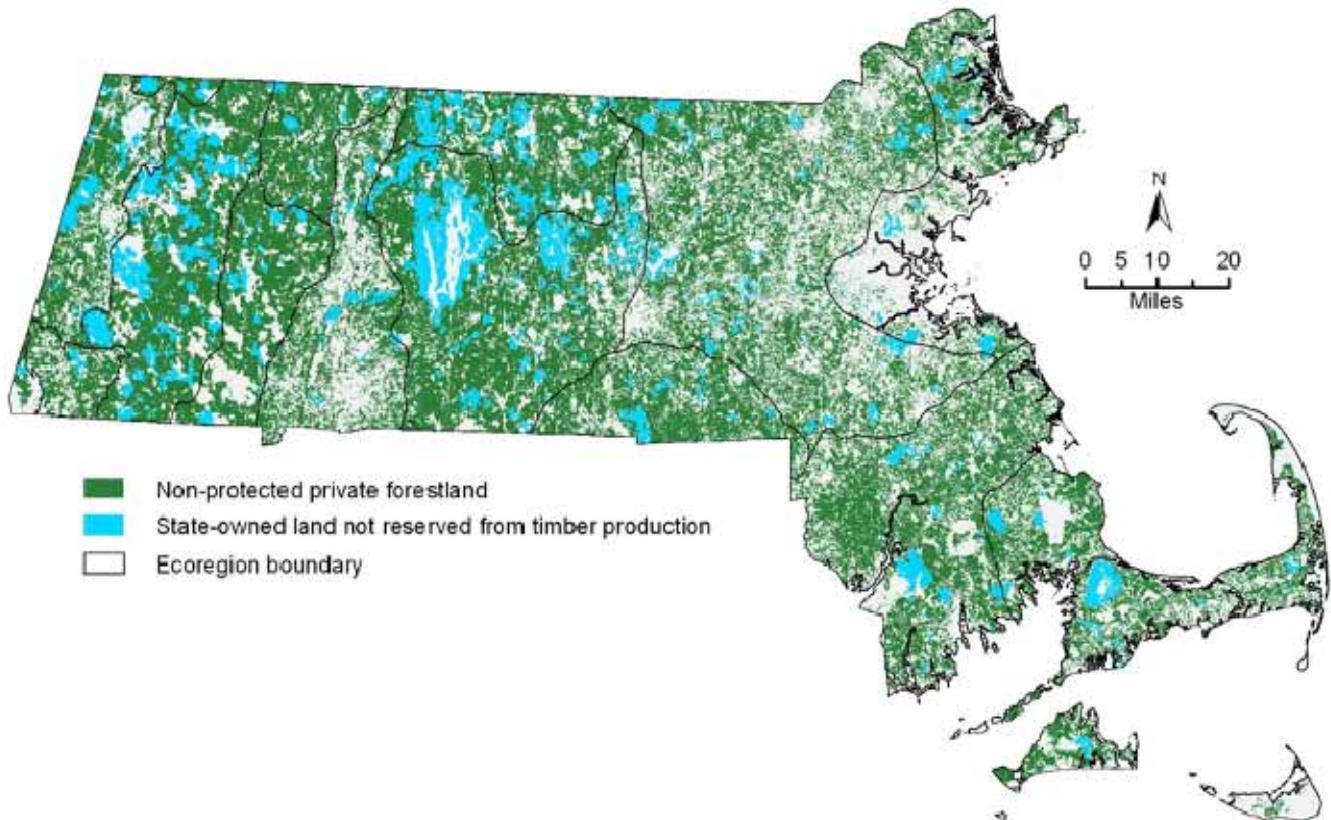 N
0 5 10 20
Miles
Non-protected private forestland
State-owned land not reserved from timber production
Ecoregion boundary